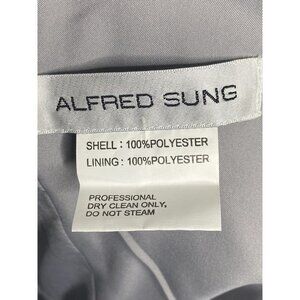 ALFRED SUNG
SHELL : 100%POLYESTER
LINING : 100%POLYESTER
PROFESSIONAL
DRY CLEAN ONLY,
DO NOT STEAM